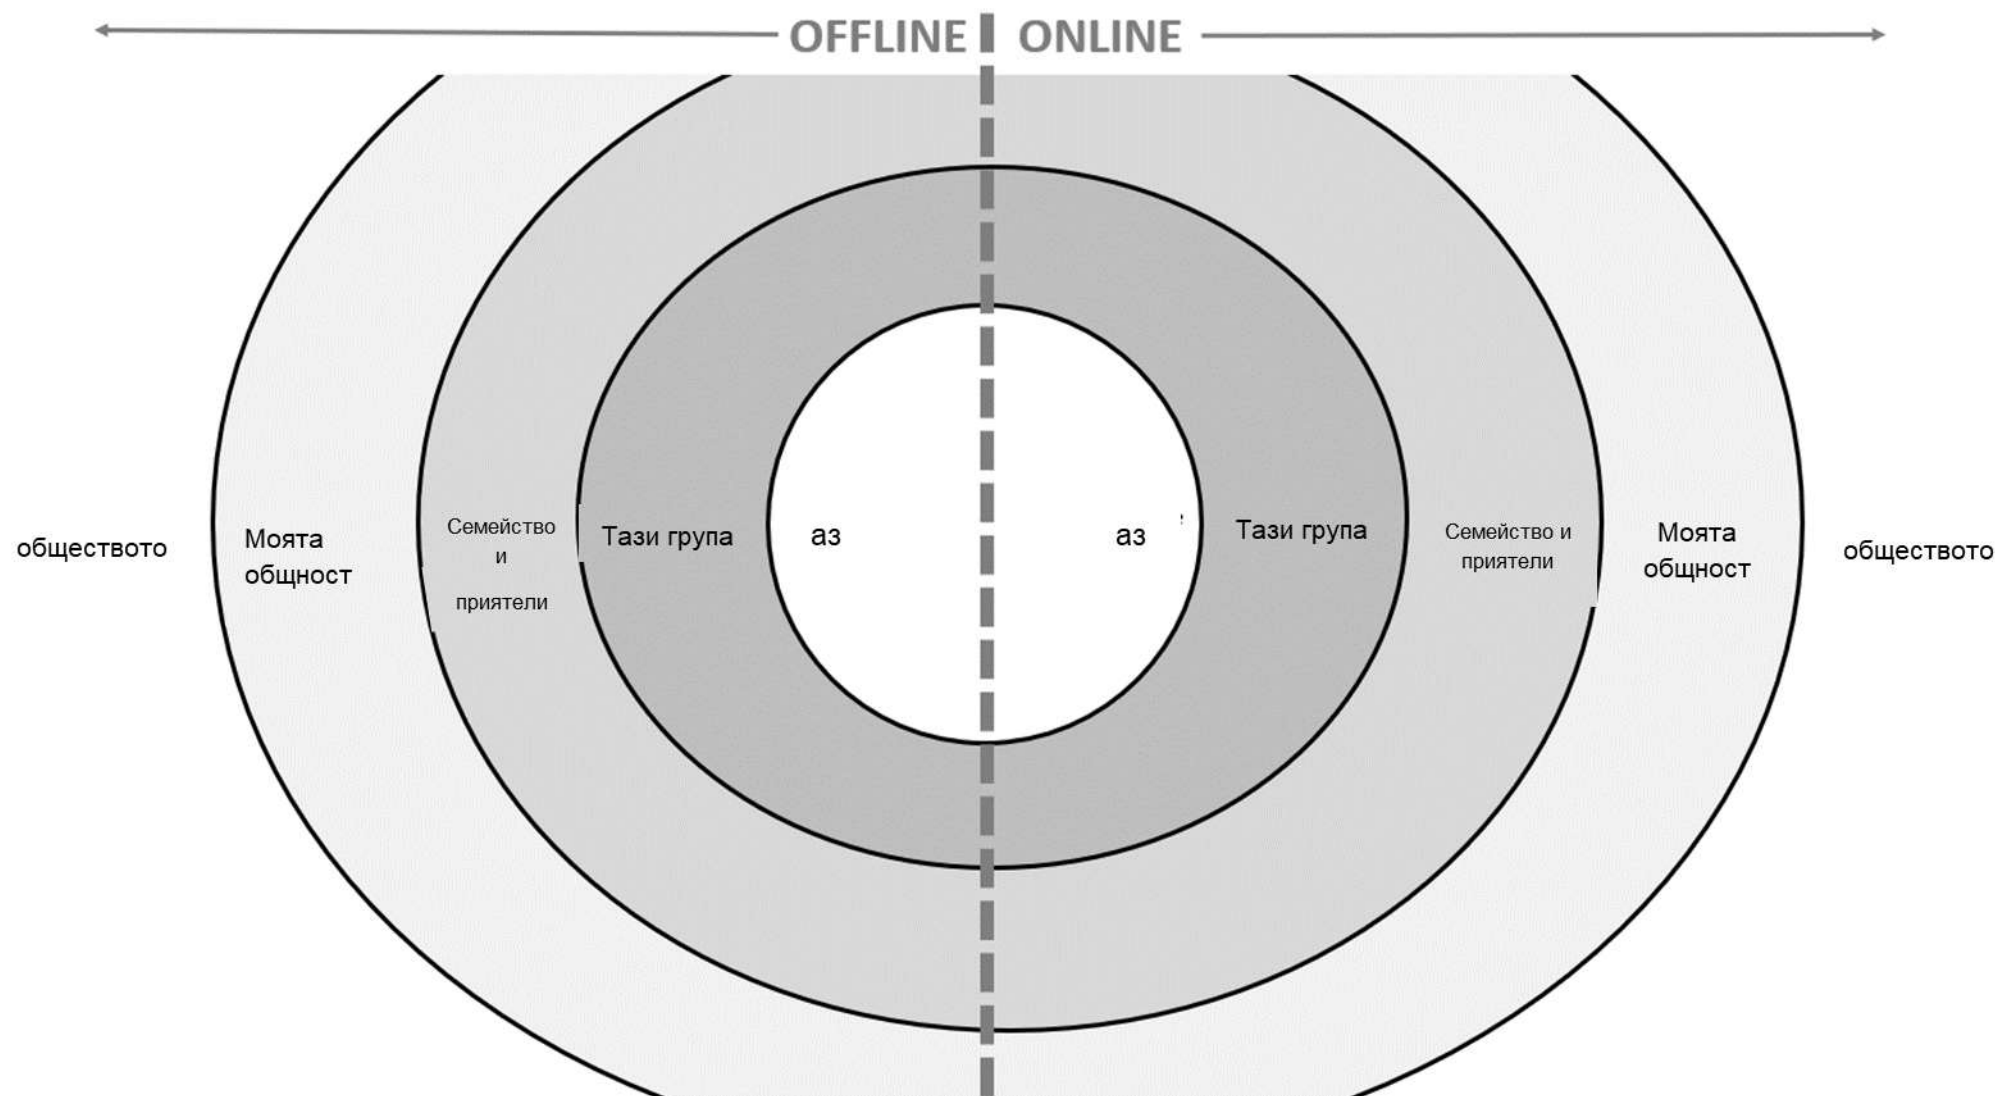 OFFLINE ONLINE
обществото
Моята
общност
Семейство
и
приятели
Тази група
аз
аз
Тази група
Семейство и
приятели
Моята
общност
обществото